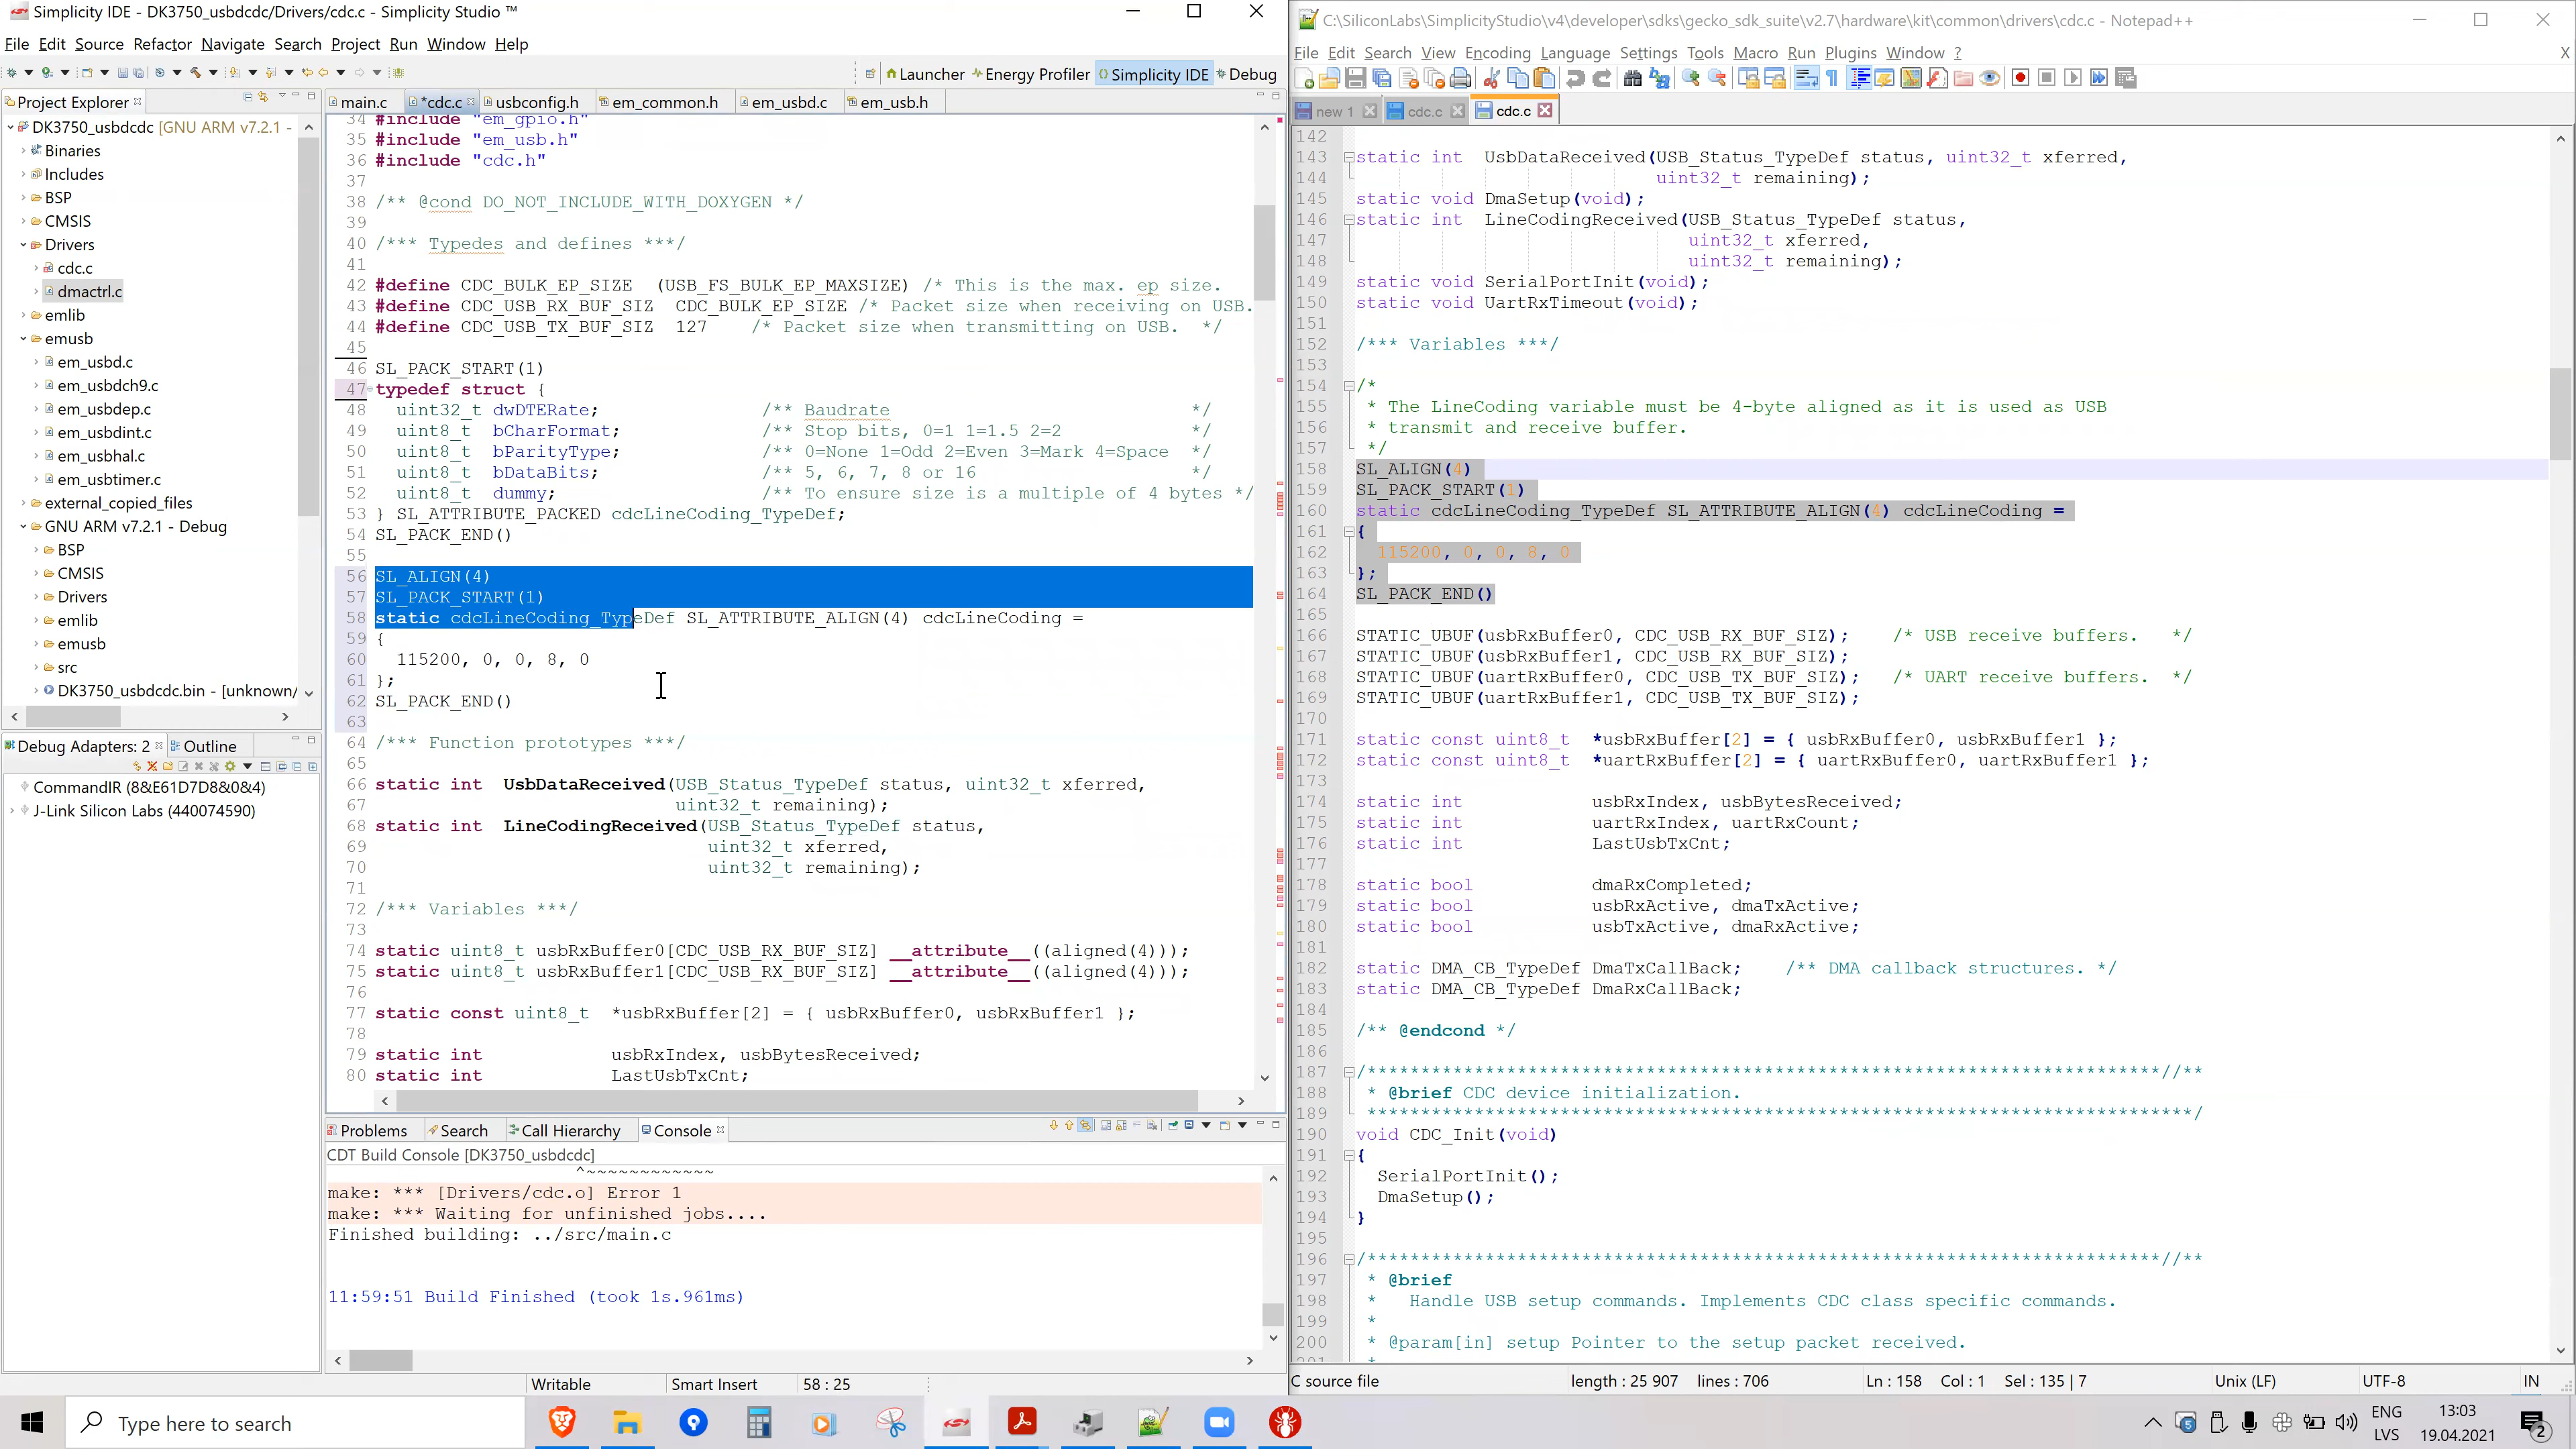 Simplicity IDE - DK3750_usbdcdc/Drivers/cdc.c - Simplicity Studio ™
File Edit Source Refactor Navigate Search Project Run Window Help
Launcher Energy Profiler Simplicity IDE Debug
Project Explorer
DK3750_usbdcdc [GNU ARM v7.2.1 -
Binaries
Includes
BSP
CMSIS
Drivers
cdc.c
dmactrl.c
emlib
emusb
em_usbd.c
em_usbdch9.c
em_usbdep.c
em_usbdint.c
em_usbhal.c
em_usbtimer.c
external_copied_files
GNU ARM v7.2.1 - Debug
BSP
CMSIS
Drivers
emlib
emusb
src
DK3750_usbdcdc.bin - [unknown/
Debug Adapters: 2 Outline
CommandIR (8&E61D7D8&0&4)
J-Link Silicon Labs (440074590)
main.c *cdc.c usbconfig.h em_common.h em_usbd.c em_usb.h
34 #include "em_gpio.h"
35 #include "em_usb.h"
36 #include "cdc.h"
37
38 /** @cond DO_NOT_INCLUDE_WITH_DOXYGEN */
39
40 /*** Typedes and defines ***/
41
42 #define CDC_BULK_EP_SIZE  (USB_FS_BULK_EP_MAXSIZE) /* This is the max. ep size.
43 #define CDC_USB_RX_BUF_SIZ  CDC_BULK_EP_SIZE /* Packet size when receiving on USB.
44 #define CDC_USB_TX_BUF_SIZ  127    /* Packet size when transmitting on USB.  */
45
46 SL_PACK_START(1)
47 typedef struct {
48   uint32_t dwDTERate;               /** Baudrate                            */
49   uint8_t  bCharFormat;             /** Stop bits, 0=1 1=1.5 2=2            */
50   uint8_t  bParityType;             /** 0=None 1=Odd 2=Even 3=Mark 4=Space  */
51   uint8_t  bDataBits;               /** 5, 6, 7, 8 or 16                    */
52   uint8_t  dummy;                   /** To ensure size is a multiple of 4 bytes */
53 } SL_ATTRIBUTE_PACKED cdcLineCoding_TypeDef;
54 SL_PACK_END()
55
56 SL_ALIGN(4)
57 SL_PACK_START(1)
58 static cdcLineCoding_TypeDef SL_ATTRIBUTE_ALIGN(4) cdcLineCoding =
59 {
60   115200, 0, 0, 8, 0
61 };
62 SL_PACK_END()
63
64 /*** Function prototypes ***/
65
66 static int  UsbDataReceived(USB_Status_TypeDef status, uint32_t xferred,
67                             uint32_t remaining);
68 static int  LineCodingReceived(USB_Status_TypeDef status,
69                                uint32_t xferred,
70                                uint32_t remaining);
71
72 /*** Variables ***/
73
74 static uint8_t usbRxBuffer0[CDC_USB_RX_BUF_SIZ] __attribute__((aligned(4)));
75 static uint8_t usbRxBuffer1[CDC_USB_RX_BUF_SIZ] __attribute__((aligned(4)));
76
77 static const uint8_t  *usbRxBuffer[2] = { usbRxBuffer0, usbRxBuffer1 };
78
79 static int            usbRxIndex, usbBytesReceived;
80 static int            LastUsbTxCnt;
Problems Search Call Hierarchy Console
CDT Build Console [DK3750_usbdcdc]
^~~~~~~~~~~~~
make: *** [Drivers/cdc.o] Error 1
make: *** Waiting for unfinished jobs....
Finished building: ../src/main.c
11:59:51 Build Finished (took 1s.961ms)
Writable Smart Insert 58 : 25
C:\SiliconLabs\SimplicityStudio\v4\developer\sdks\gecko_sdk_suite\v2.7\hardware\kit\common\drivers\cdc.c - Notepad++
File Edit Search View Encoding Language Settings Tools Macro Run Plugins Window ? X
new 1 cdc.c cdc.c
142
143 static int  UsbDataReceived(USB_Status_TypeDef status, uint32_t xferred,
144                             uint32_t remaining);
145 static void DmaSetup(void);
146 static int  LineCodingReceived(USB_Status_TypeDef status,
147                                uint32_t xferred,
148                                uint32_t remaining);
149 static void SerialPortInit(void);
150 static void UartRxTimeout(void);
151
152 /*** Variables ***/
153
154 /*
155  * The LineCoding variable must be 4-byte aligned as it is used as USB
156  * transmit and receive buffer.
157  */
158 SL_ALIGN(4)
159 SL_PACK_START(1)
160 static cdcLineCoding_TypeDef SL_ATTRIBUTE_ALIGN(4) cdcLineCoding =
161 {
162   115200, 0, 0, 8, 0
163 };
164 SL_PACK_END()
165
166 STATIC_UBUF(usbRxBuffer0, CDC_USB_RX_BUF_SIZ);    /* USB receive buffers.   */
167 STATIC_UBUF(usbRxBuffer1, CDC_USB_RX_BUF_SIZ);
168 STATIC_UBUF(uartRxBuffer0, CDC_USB_TX_BUF_SIZ);   /* UART receive buffers.  */
169 STATIC_UBUF(uartRxBuffer1, CDC_USB_TX_BUF_SIZ);
170
171 static const uint8_t  *usbRxBuffer[2] = { usbRxBuffer0, usbRxBuffer1 };
172 static const uint8_t  *uartRxBuffer[2] = { uartRxBuffer0, uartRxBuffer1 };
173
174 static int            usbRxIndex, usbBytesReceived;
175 static int            uartRxIndex, uartRxCount;
176 static int            LastUsbTxCnt;
177
178 static bool           dmaRxCompleted;
179 static bool           usbRxActive, dmaTxActive;
180 static bool           usbTxActive, dmaRxActive;
181
182 static DMA_CB_TypeDef DmaTxCallBack;    /** DMA callback structures. */
183 static DMA_CB_TypeDef DmaRxCallBack;
184
185 /** @endcond */
186
187 /**************************************************************************//**
188  * @brief CDC device initialization.
189  *****************************************************************************/
190 void CDC_Init(void)
191 {
192   SerialPortInit();
193   DmaSetup();
194 }
195
196 /**************************************************************************//**
197  * @brief
198  *   Handle USB setup commands. Implements CDC class specific commands.
199  *
200  * @param[in] setup Pointer to the setup packet received.
C source file length : 25 907 lines : 706 Ln : 158 Col : 1 Sel : 135 | 7 Unix (LF) UTF-8 IN
Type here to search
ENG
LVS
13:03
19.04.2021
2